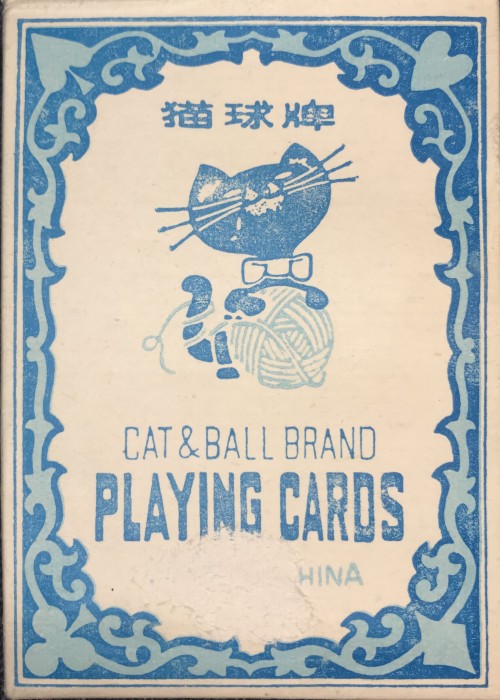 猫球牌
CAT & BALL BRAND
PLAYING CARDS
HINA